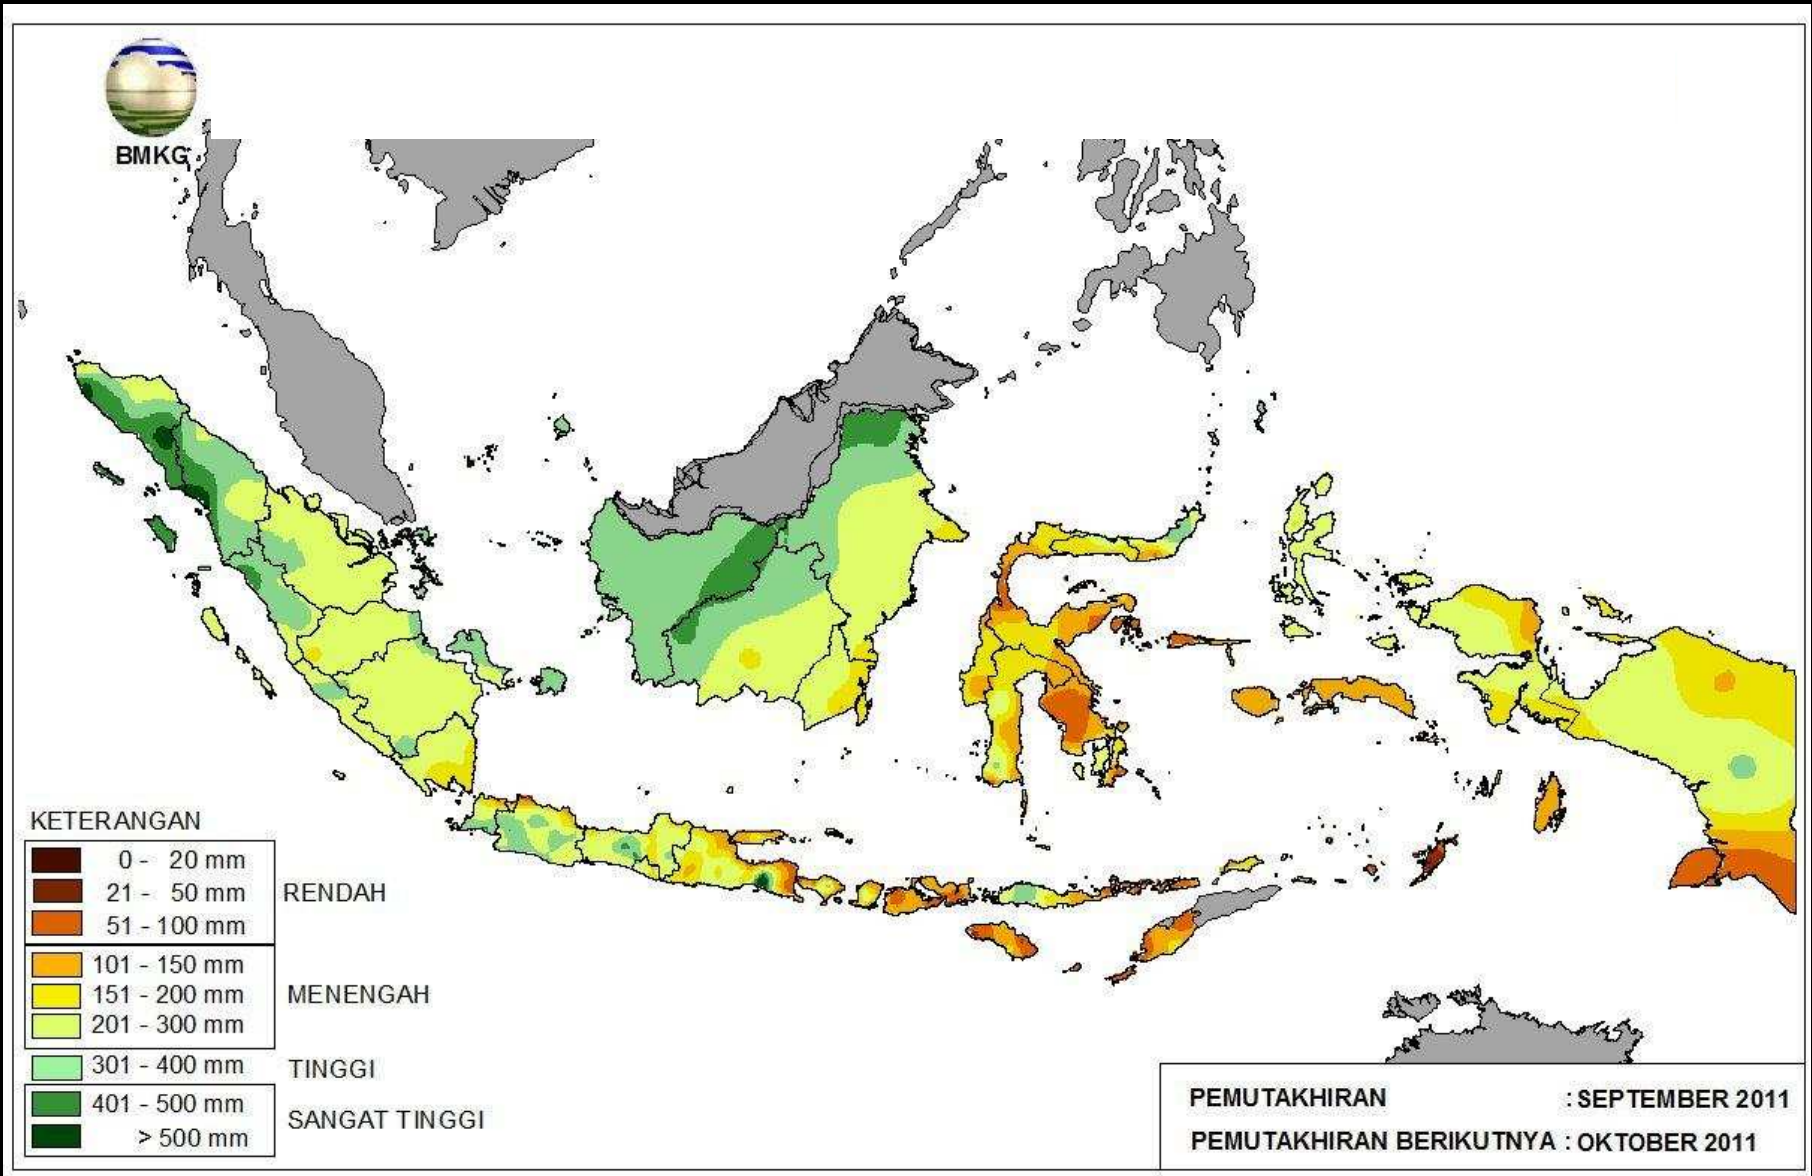 BMKG
KETERANGAN
0 - 20 mm
21 - 50 mm
51 - 100 mm
RENDAH
101 - 150 mm
151 - 200 mm
201 - 300 mm
MENENGAH
301 - 400 mm
TINGGI
401 - 500 mm
> 500 mm
SANGAT TINGGI
PEMUTAKHIRAN : SEPTEMBER 2011
PEMUTAKHIRAN BERIKUTNYA : OKTOBER 2011